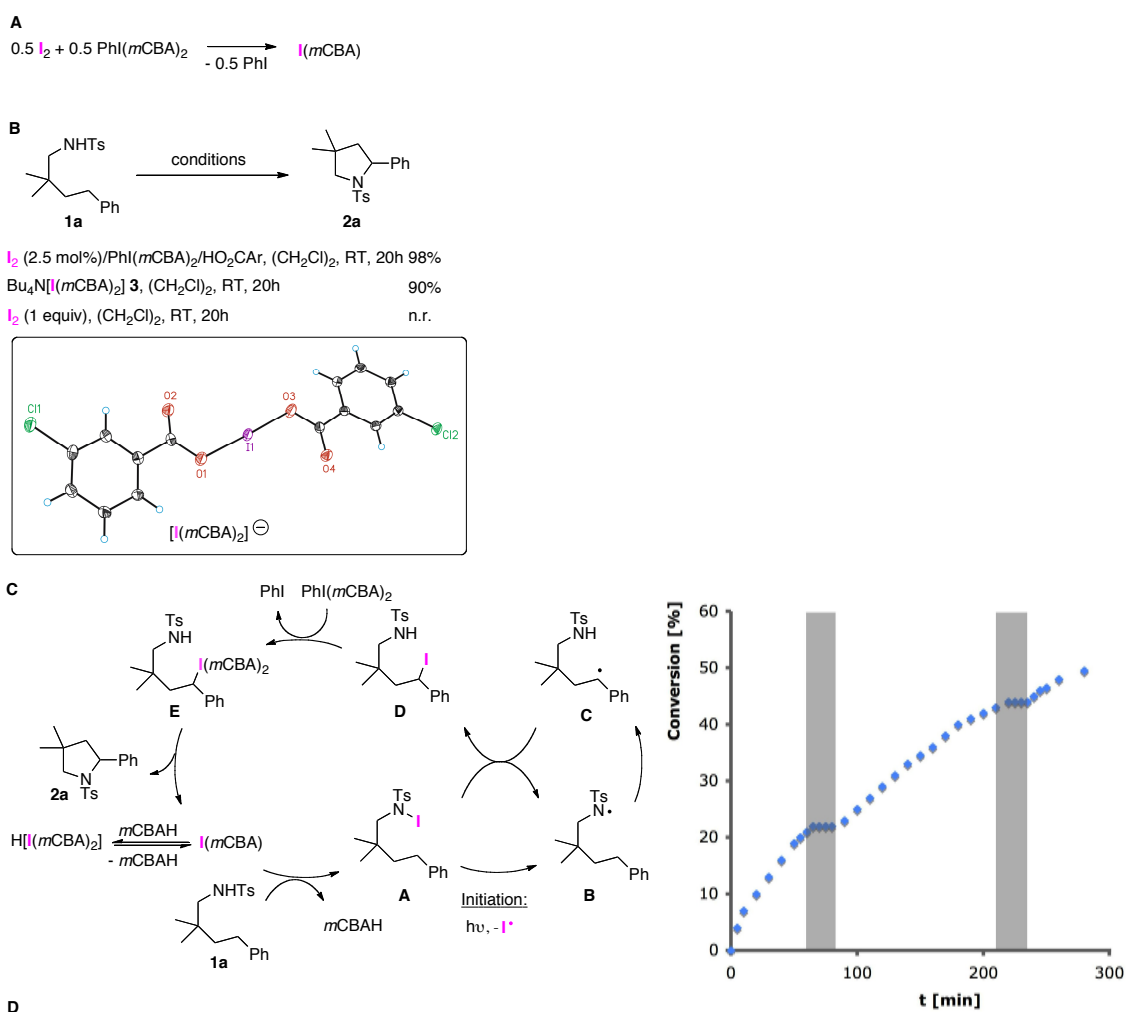 A
0.5 I2 + 0.5 PhI(mCBA)2
- 0.5 PhI
I(mCBA)
B
NHTs
Ph
1a
conditions
Ph
N
Ts
2a
I2 (2.5 mol%)/PhI(mCBA)2/HO2CAr, (CH2Cl)2, RT, 20h 98%
Bu4N[I(mCBA)2] 3, (CH2Cl)2, RT, 20h 90%
I2 (1 equiv), (CH2Cl)2, RT, 20h n.r.
Cl1
O2
O1
I1
O3
O4
Cl2
[I(mCBA)2] ⊖
C
PhI PhI(mCBA)2
Ts
NH
I(mCBA)2
Ph
E
Ts
NH
I
Ph
D
Ts
NH
•
Ph
C
Ph
N
Ts
2a
H[I(mCBA)2]
mCBAH
- mCBAH
I(mCBA)
NHTs
Ph
1a
mCBAH
Ts
N
I
Ph
A
Initiation:
hυ, - I•
Ts
N•
Ph
B
Conversion [%]
60
50
40
30
20
10
0
0 100 200 300
t [min]
D